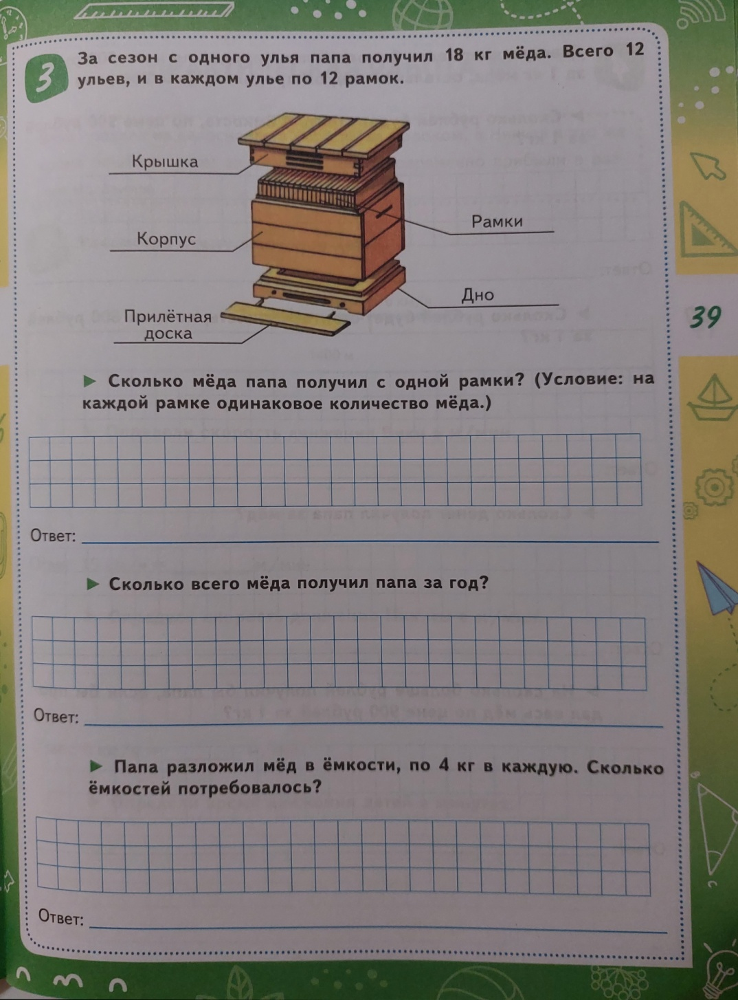 3
За сезон с одного улья папа получил 18 кг мёда. Всего 12
ульев, и в каждом улье по 12 рамок.
Крышка
Рамки
Корпус
Дно
Прилётная
доска
39
► Сколько мёда папа получил с одной рамки? (Условие: на
каждой рамке одинаковое количество мёда.)
Ответ:
► Сколько всего мёда получил папа за год?
Ответ:
► Папа разложил мёд в ёмкости, по 4 кг в каждую. Сколько
ёмкостей потребовалось?
Ответ: